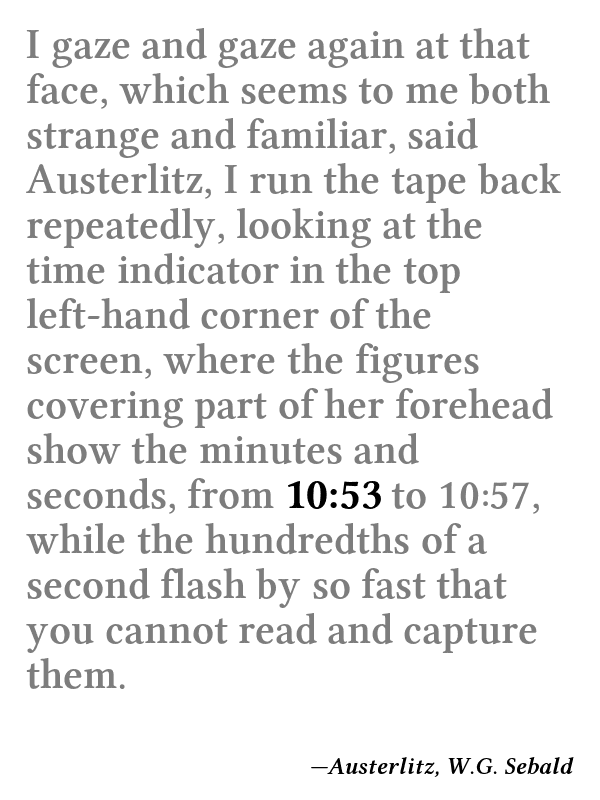 I gaze and gaze again at that
face, which seems to me both
strange and familiar, said
Austerlitz, I run the tape back
repeatedly, looking at the
time indicator in the top
left-hand corner of the
screen, where the figures
covering part of her forehead
show the minutes and
seconds, from 10:53 to 10:57,
while the hundredths of a
second flash by so fast that
you cannot read and capture
them.
—Austerlitz, W.G. Sebald